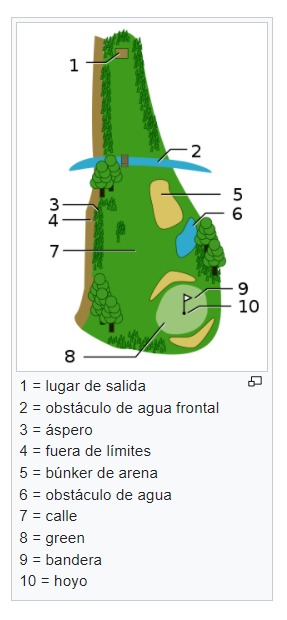 1
2
3
4
5
6
7
8
9
10
1 = lugar de salida
2 = obstáculo de agua frontal
3 = áspero
4 = fuera de límites
5 = búnker de arena
6 = obstáculo de agua
7 = calle
8 = green
9 = bandera
10 = hoyo